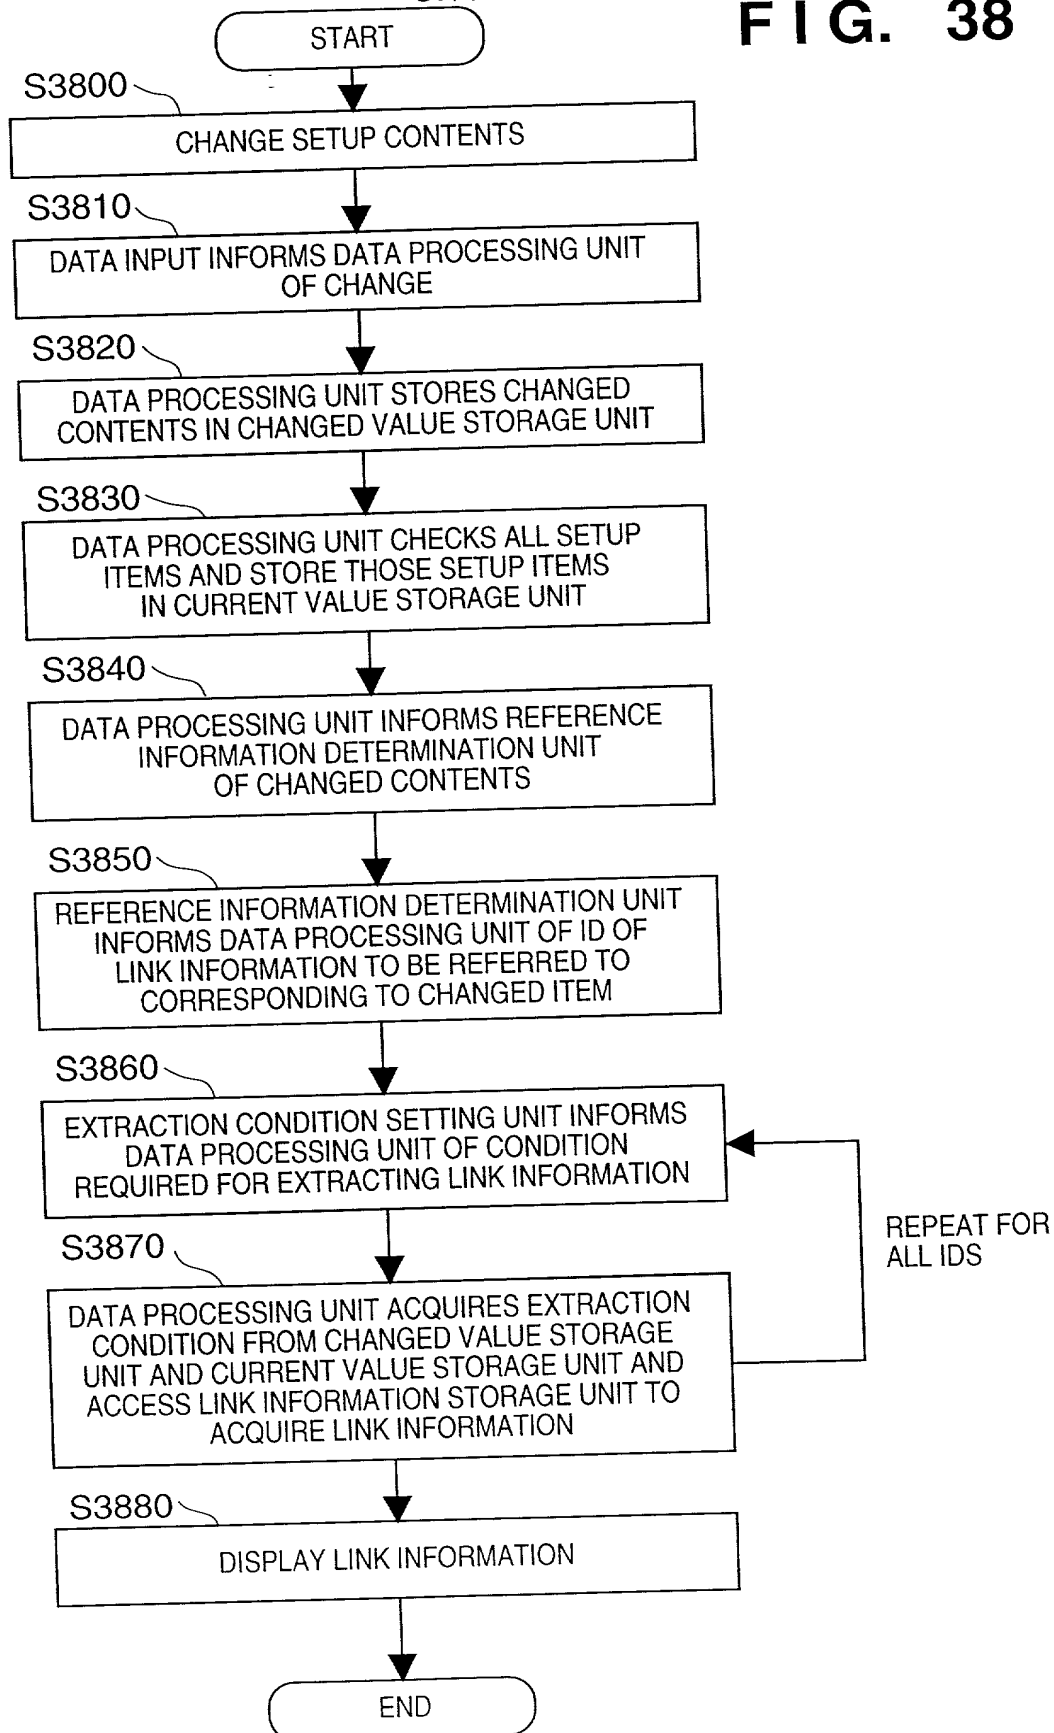 FIG. 38
START
S3800
CHANGE SETUP CONTENTS
S3810
DATA INPUT INFORMS DATA PROCESSING UNIT
OF CHANGE
S3820
DATA PROCESSING UNIT STORES CHANGED
CONTENTS IN CHANGED VALUE STORAGE UNIT
S3830
DATA PROCESSING UNIT CHECKS ALL SETUP
ITEMS AND STORE THOSE SETUP ITEMS
IN CURRENT VALUE STORAGE UNIT
S3840
DATA PROCESSING UNIT INFORMS REFERENCE
INFORMATION DETERMINATION UNIT
OF CHANGED CONTENTS
S3850
REFERENCE INFORMATION DETERMINATION UNIT
INFORMS DATA PROCESSING UNIT OF ID OF
LINK INFORMATION TO BE REFERRED TO
CORRESPONDING TO CHANGED ITEM
S3860
EXTRACTION CONDITION SETTING UNIT INFORMS
DATA PROCESSING UNIT OF CONDITION
REQUIRED FOR EXTRACTING LINK INFORMATION
REPEAT FOR
ALL IDS
S3870
DATA PROCESSING UNIT ACQUIRES EXTRACTION
CONDITION FROM CHANGED VALUE STORAGE
UNIT AND CURRENT VALUE STORAGE UNIT AND
ACCESS LINK INFORMATION STORAGE UNIT TO
ACQUIRE LINK INFORMATION
S3880
DISPLAY LINK INFORMATION
END